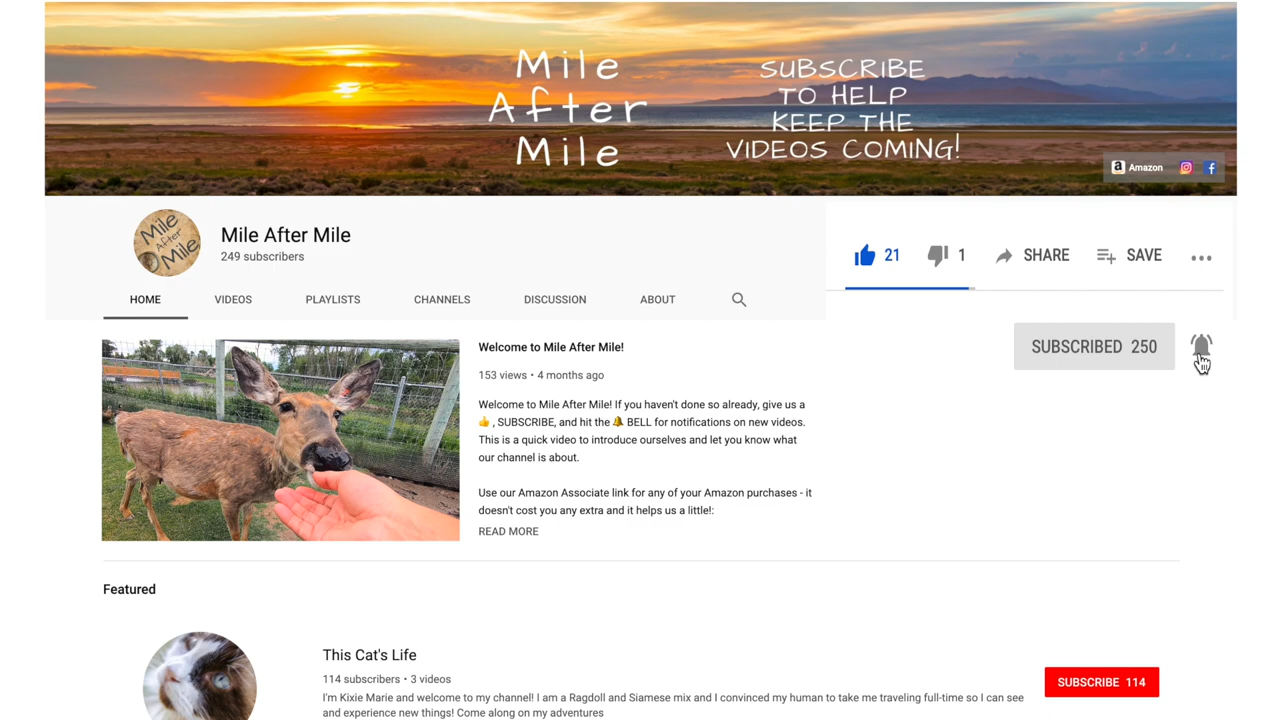 Mile
After
Mile
SUBSCRIBE
TO HELP
KEEP THE
VIDEOS COMING!
a Amazon
Mile
After
Mile
Mile After Mile
249 subscribers
21 1 SHARE SAVE
HOME VIDEOS PLAYLISTS CHANNELS DISCUSSION ABOUT
SUBSCRIBED 250
Welcome to Mile After Mile!
153 views • 4 months ago
Welcome to Mile After Mile! If you haven't done so already, give us a
👍 , SUBSCRIBE, and hit the 🔔 BELL for notifications on new videos.
This is a quick video to introduce ourselves and let you know what
our channel is about.
Use our Amazon Associate link for any of your Amazon purchases - it
doesn't cost you any extra and it helps us a little!:
READ MORE
Featured
This Cat's Life
114 subscribers • 3 videos
SUBSCRIBE 114
I'm Kixie Marie and welcome to my channel! I am a Ragdoll and Siamese mix and I convinced my human to take me traveling full-time so I can see
and experience new things! Come along on my adventures